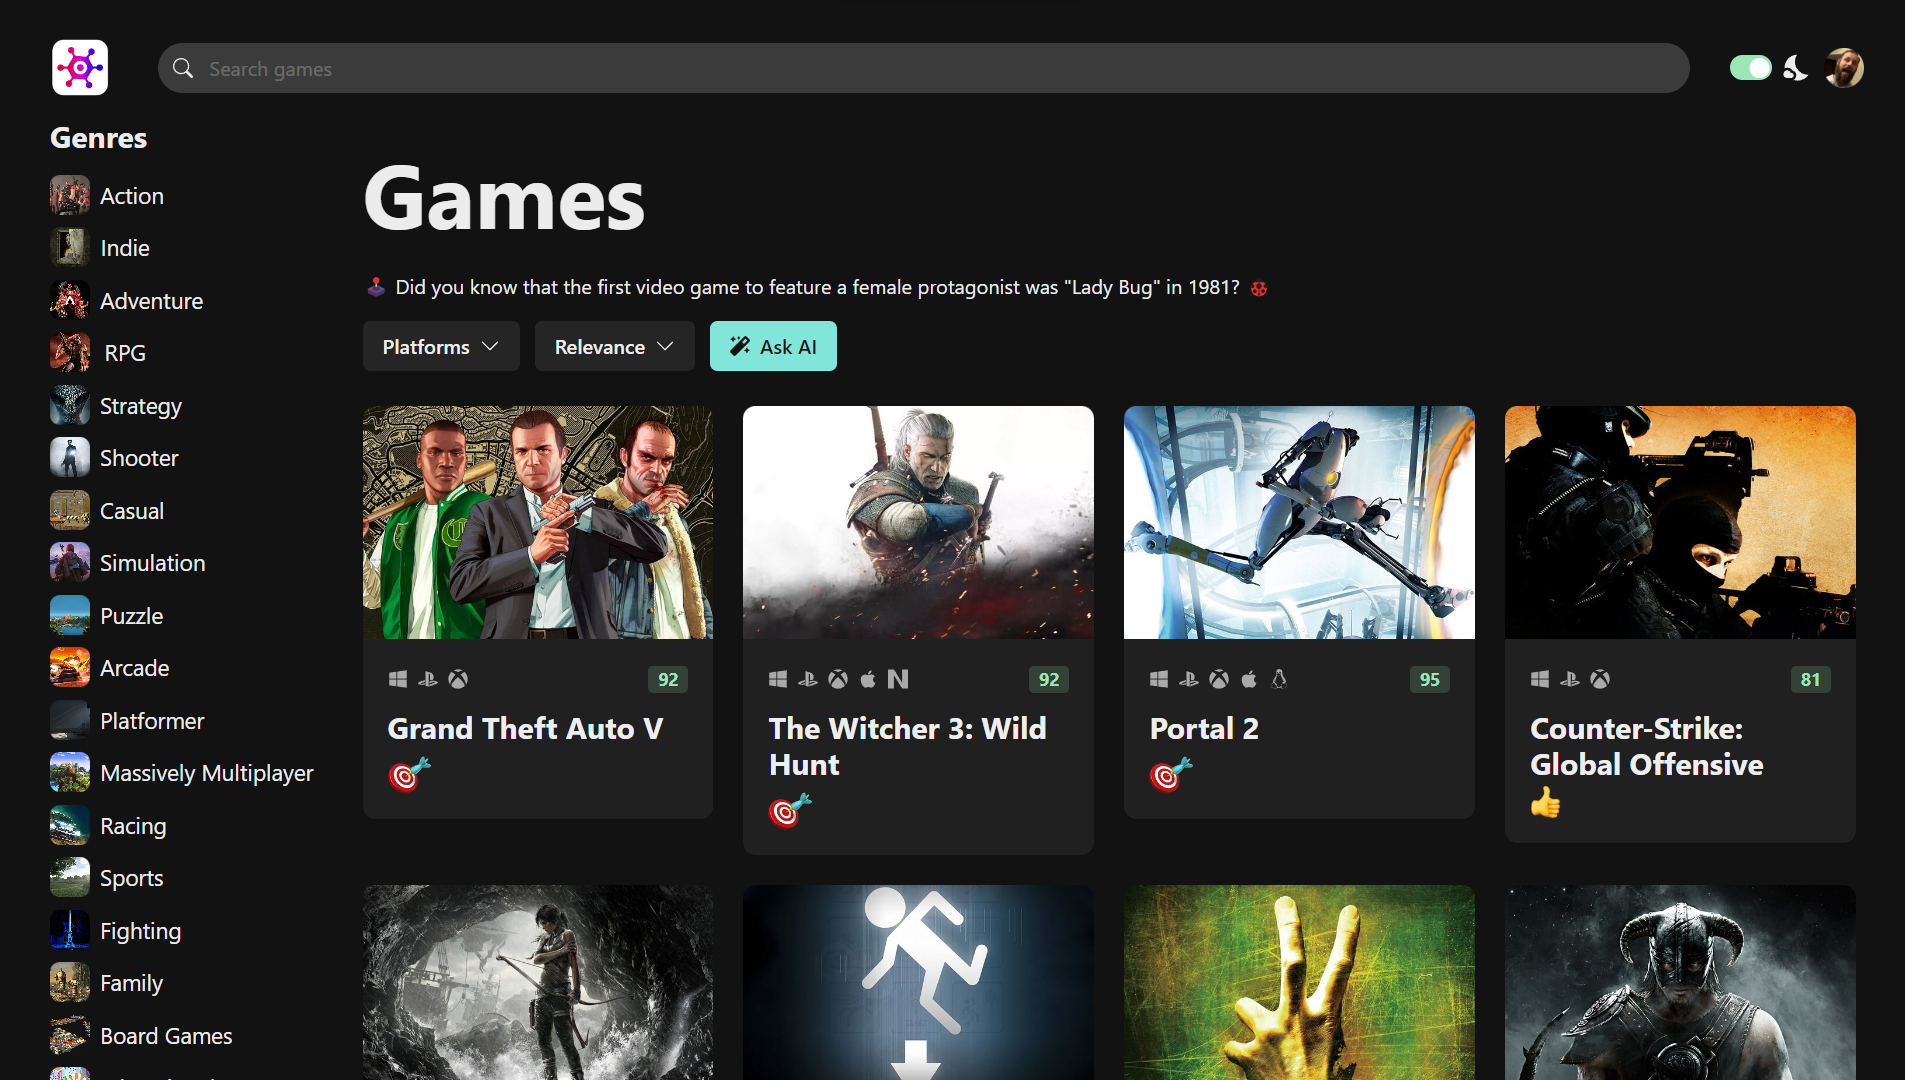 Search games
Genres
Action
Indie
Adventure
RPG
Strategy
Shooter
Casual
Simulation
Puzzle
Arcade
Platformer
Massively Multiplayer
Racing
Sports
Fighting
Family
Board Games
Games
Did you know that the first video game to feature a female protagonist was "Lady Bug" in 1981?
Platforms
Relevance
Ask AI
92
Grand Theft Auto V
92
The Witcher 3: Wild
Hunt
95
Portal 2
81
Counter-Strike:
Global Offensive